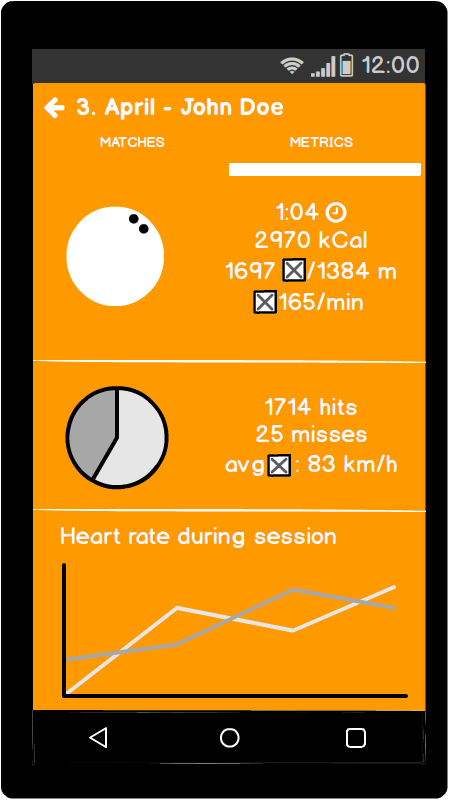 12:00
3. April - John Doe
MATCHES METRICS
1:04
2970 kCal
1697 /1384 m
165/min
1714 hits
25 misses
avg : 83 km/h
Heart rate during session